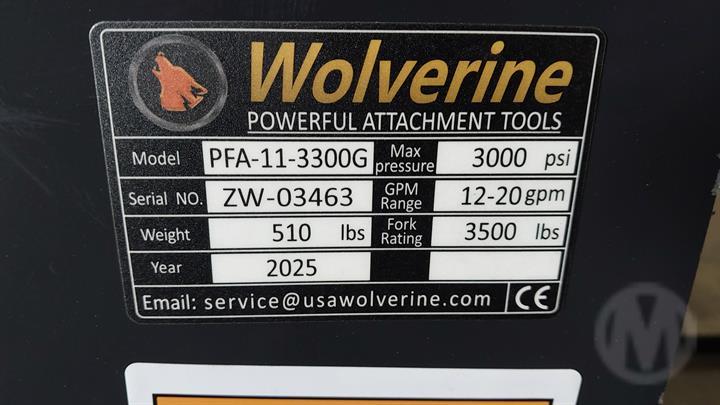 Wolverine
POWERFUL ATTACHMENT TOOLS
Model PFA-11-3300G Max pressure 3000 psi
Serial NO. ZW-03463 GPM Range 12-20 gpm
Weight 510 lbs Fork Rating 3500 lbs
Year 2025
Email: service@usawolverine.com CE
M